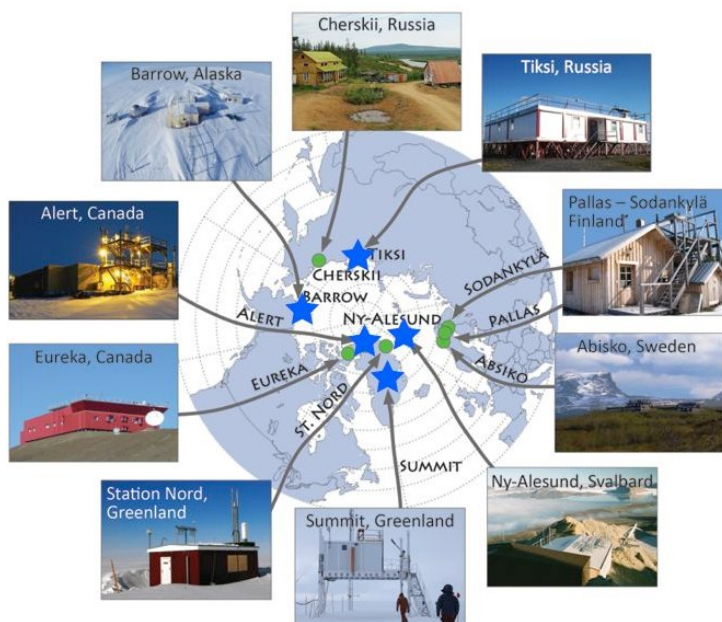 Cherskii, Russia
Barrow, Alaska
Tiksi, Russia
Alert, Canada
Pallas – Sodankylä
Finland*
Eureka, Canada
Abisko, Sweden
Station Nord,
Greenland
Summit, Greenland
Ny-Alesund, Svalbard
TIKSI
CHERSKII
BARROW
ALERT
NY-ALESUND
SODANKYLÄ
PALLAS
ABSIKO
EUREKA
ST. NORD
SUMMIT